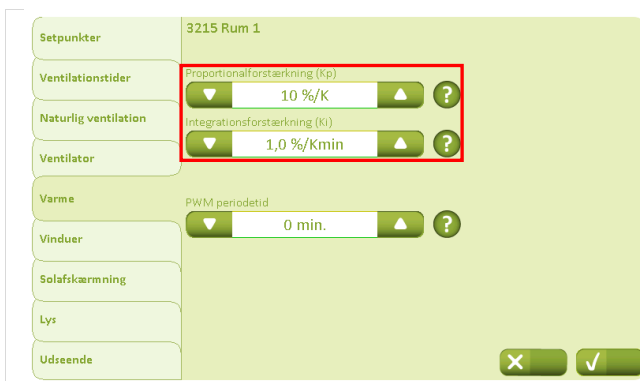 3215 Rum 1
Setpunkter
Ventilationstider
Naturlig ventilation
Ventilator
Varme
Vinduer
Solafskærmning
Lys
Udseende
Proportionalforstærkning (Kp)
10 %/K
?
Integrationsforstærkning (Ki)
1,0 %/Kmin
?
PWM periodetid
0 min.
?